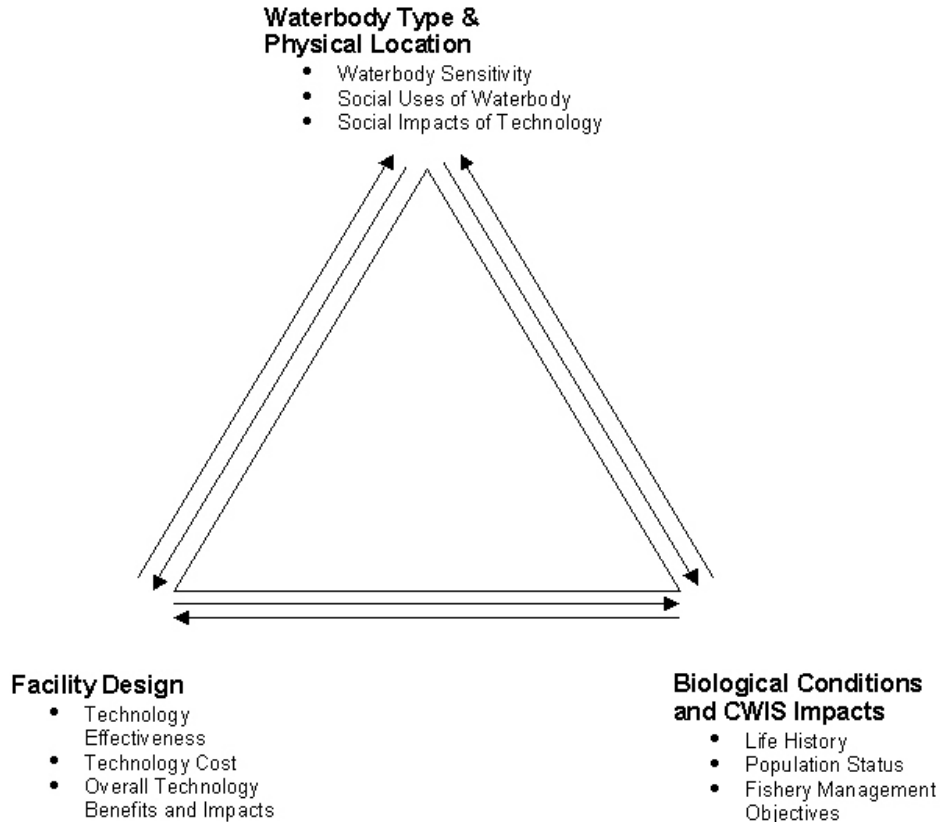 Waterbody Type &
Physical Location
• Waterbody Sensitivity
• Social Uses of Waterbody
• Social Impacts of Technology
Facility Design
• Technology
Effectiveness
• Technology Cost
• Overall Technology
Benefits and Impacts
Biological Conditions
and CWIS Impacts
• Life History
• Population Status
• Fishery Management
Objectives